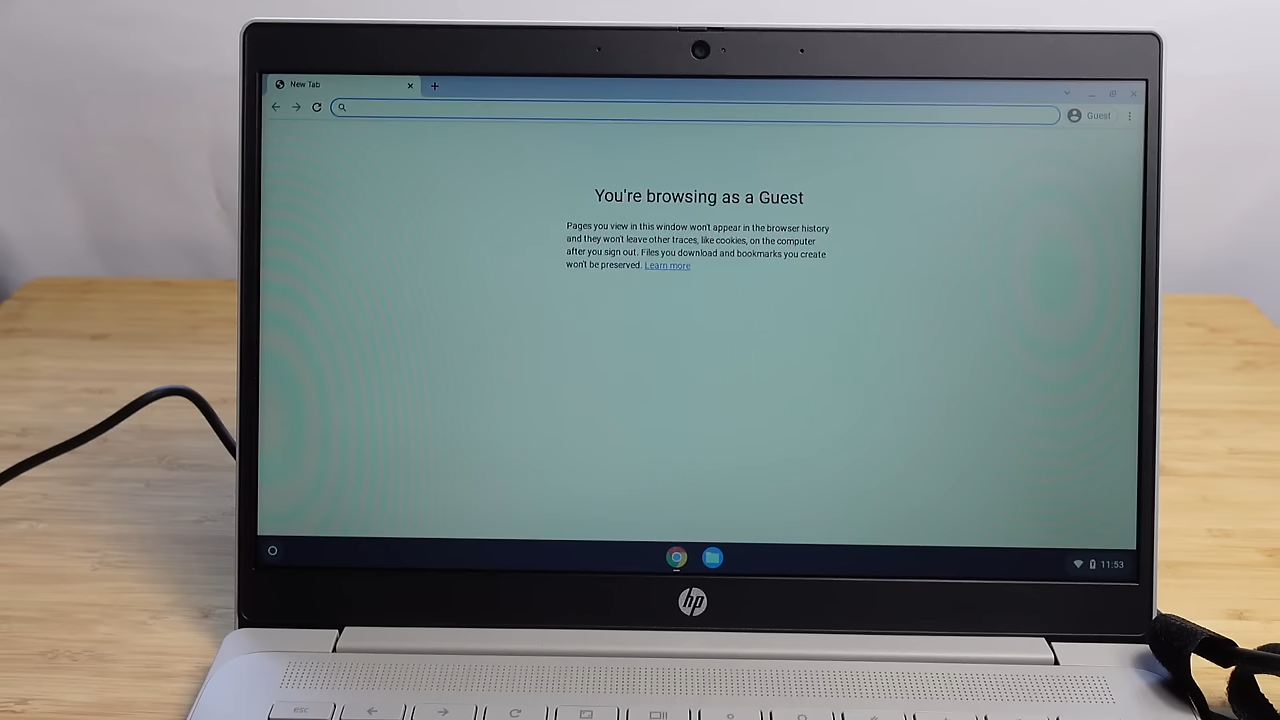 New Tab
Guest
You're browsing as a Guest
Pages you view in this window won't appear in the browser history
and they won't leave other traces, like cookies, on the computer
after you sign out. Files you download and bookmarks you create
won't be preserved. Learn more
11:53
hp
esc